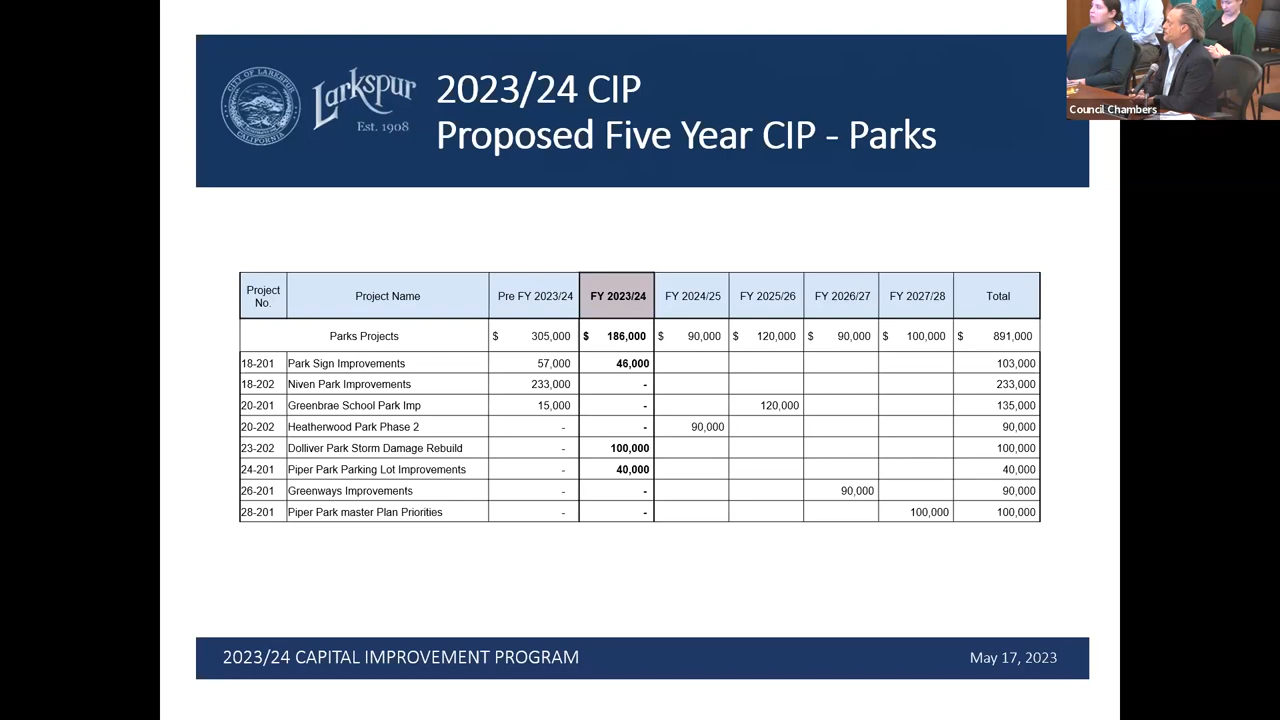 Council Chambers
CITY OF LARKSPUR
CALIFORNIA
Larkspur
Est. 1908
2023/24 CIP
Proposed Five Year CIP - Parks
Project No. Project Name Pre FY 2023/24 FY 2023/24 FY 2024/25 FY 2025/26 FY 2026/27 FY 2027/28 Total
Parks Projects $ 305,000 $ 186,000 $ 90,000 $ 120,000 $ 90,000 $ 100,000 $ 891,000
18-201 Park Sign Improvements 57,000 46,000 103,000
18-202 Niven Park Improvements 233,000 - 233,000
20-201 Greenbrae School Park Imp 15,000 - 120,000 135,000
20-202 Heatherwood Park Phase 2 - - 90,000 90,000
23-202 Dolliver Park Storm Damage Rebuild - 100,000 100,000
24-201 Piper Park Parking Lot Improvements - 40,000 40,000
26-201 Greenways Improvements - - 90,000 90,000
28-201 Piper Park master Plan Priorities - - 100,000 100,000
2023/24 CAPITAL IMPROVEMENT PROGRAM
May 17, 2023